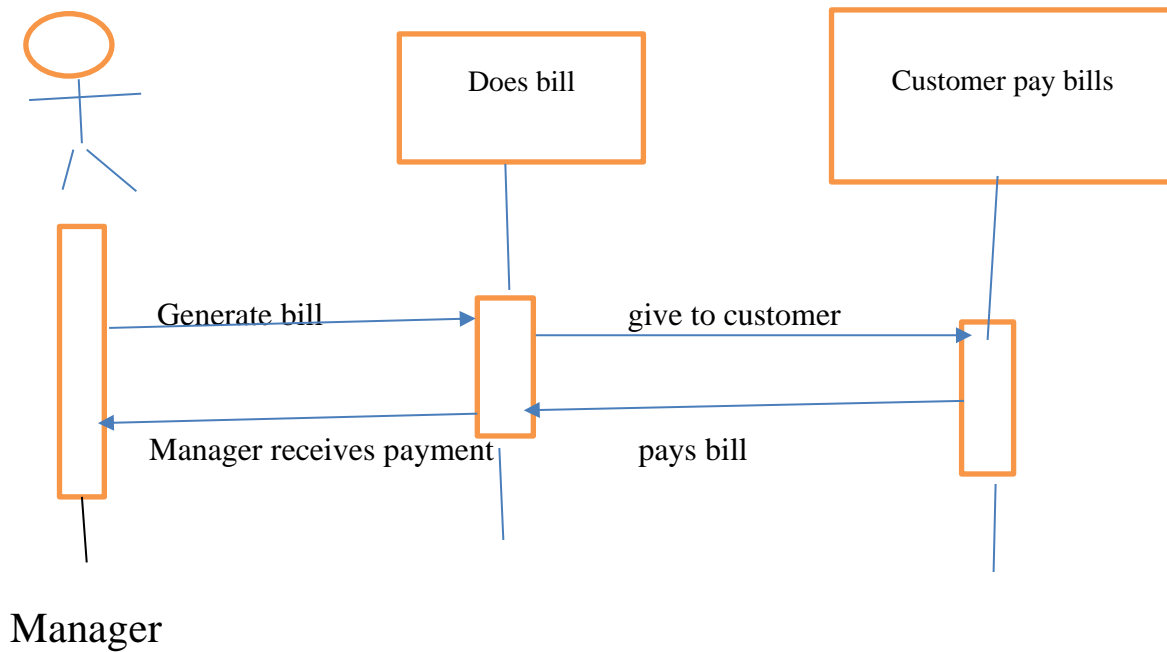 Does bill
Customer pay bills
Generate bill
give to customer
Manager receives payment
pays bill
Manager